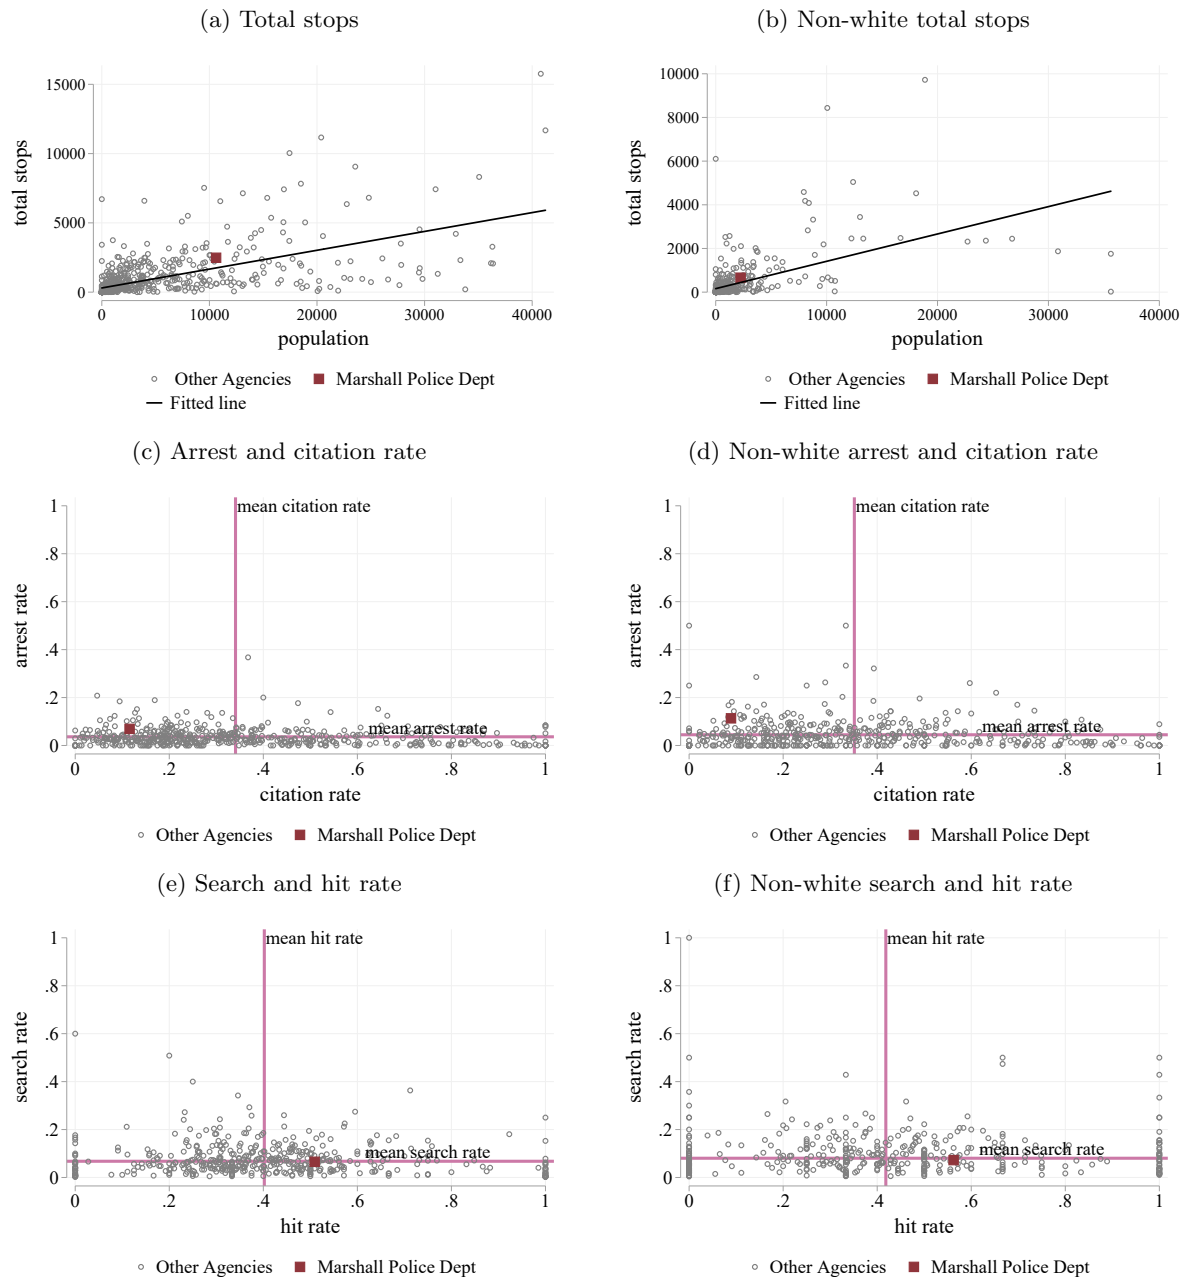 (a) Total stops
15000
10000
5000
0
total stops
0 10000 20000 30000 40000
population
Other Agencies Marshall Police Dept
Fitted line
(b) Non-white total stops
10000
8000
6000
4000
2000
0
total stops
0 10000 20000 30000 40000
population
Other Agencies Marshall Police Dept
Fitted line
(c) Arrest and citation rate
mean citation rate
1
.8
.6
.4
.2
0
arrest rate
mean arrest rate
0 .2 .4 .6 .8 1
citation rate
Other Agencies Marshall Police Dept
(d) Non-white arrest and citation rate
mean citation rate
1
.8
.6
.4
.2
0
arrest rate
mean arrest rate
0 .2 .4 .6 .8 1
citation rate
Other Agencies Marshall Police Dept
(e) Search and hit rate
mean hit rate
1
.8
.6
.4
.2
0
search rate
mean search rate
0 .2 .4 .6 .8 1
hit rate
Other Agencies Marshall Police Dept
(f) Non-white search and hit rate
mean hit rate
1
.8
.6
.4
.2
0
search rate
mean search rate
0 .2 .4 .6 .8 1
hit rate
Other Agencies Marshall Police Dept